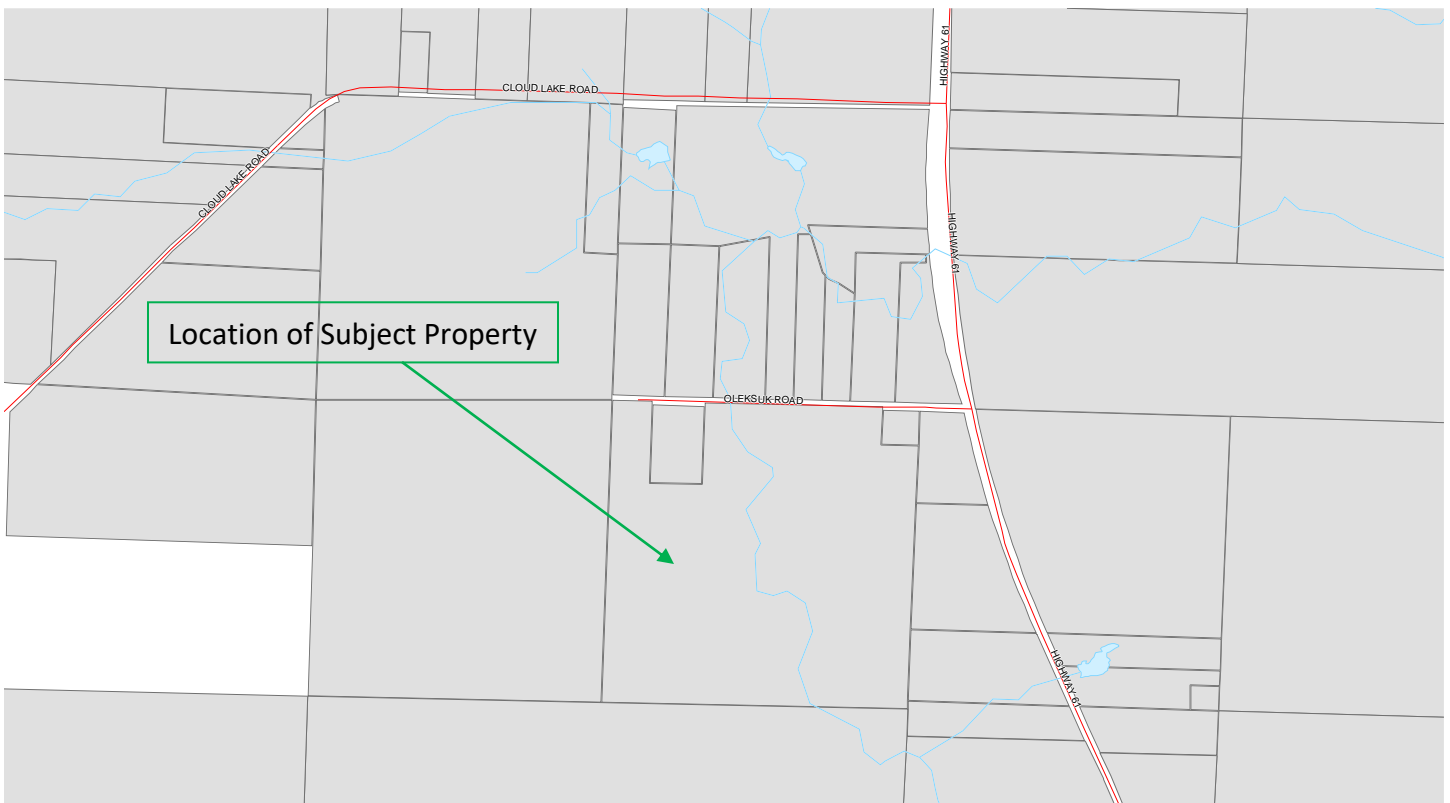 HIGHWAY 61
CLOUD LAKE ROAD
CLOUD LAKE ROAD
HIGHWAY 61
Location of Subject Property
OLEKSUK ROAD
HIGHWAY 61